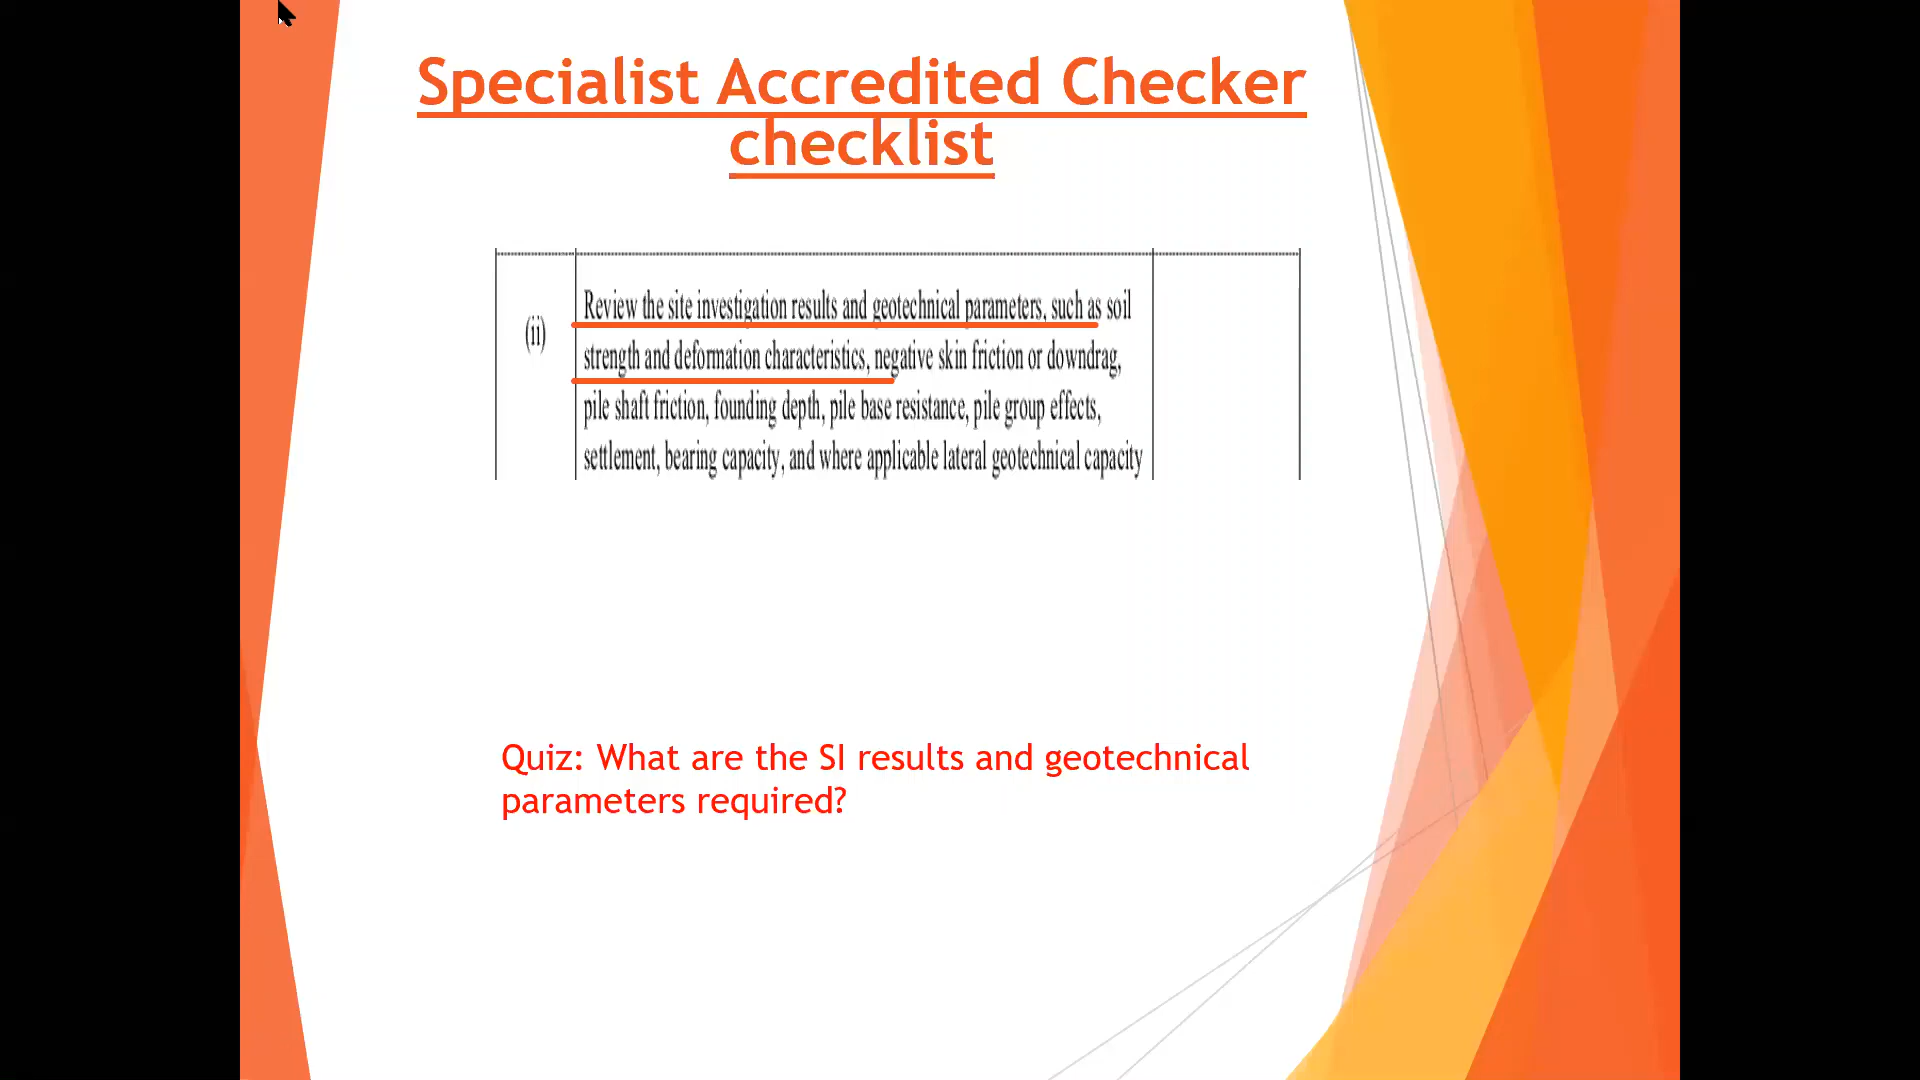 Specialist Accredited Checker
checklist
(ii)
Review the site investigation results and geotechnical parameters, such as soil
strength and deformation characteristics, negative skin friction or downdrag,
pile shaft friction, founding depth, pile base resistance, pile group effects,
settlement, bearing capacity, and where applicable lateral geotechnical capacity
Quiz: What are the SI results and geotechnical
parameters required?